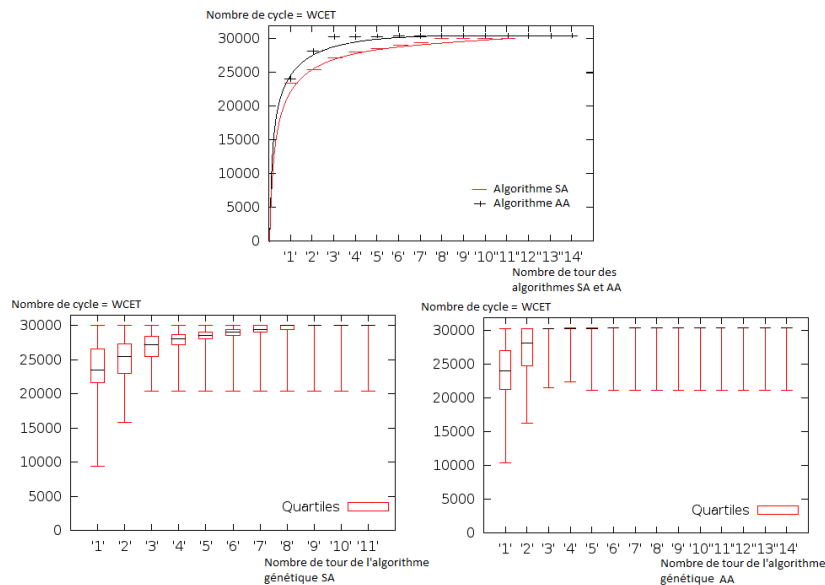 Nombre de cycle = WCET
30000
25000
20000
15000
10000
5000
0
Algorithme SA
Algorithme AA
'1' '2' '3' '4' '5' '6' '7' '8' '9' '10''11''12''13''14'
Nombre de tour des
algorithmes SA et AA
Nombre de cycle = WCET
30000
25000
20000
15000
10000
5000
0
Quartiles
'1' '2' '3' '4' '5' '6' '7' '8' '9' '10' '11'
Nombre de tour de l'algorithme
génétique SA
Nombre de cycle = WCET
30000
25000
20000
15000
10000
5000
0
Quartiles
'1' '2' '3' '4' '5' '6' '7' '8' '9' '10''11''12''13''14'
Nombre de tour de l'algorithme
génétique AA